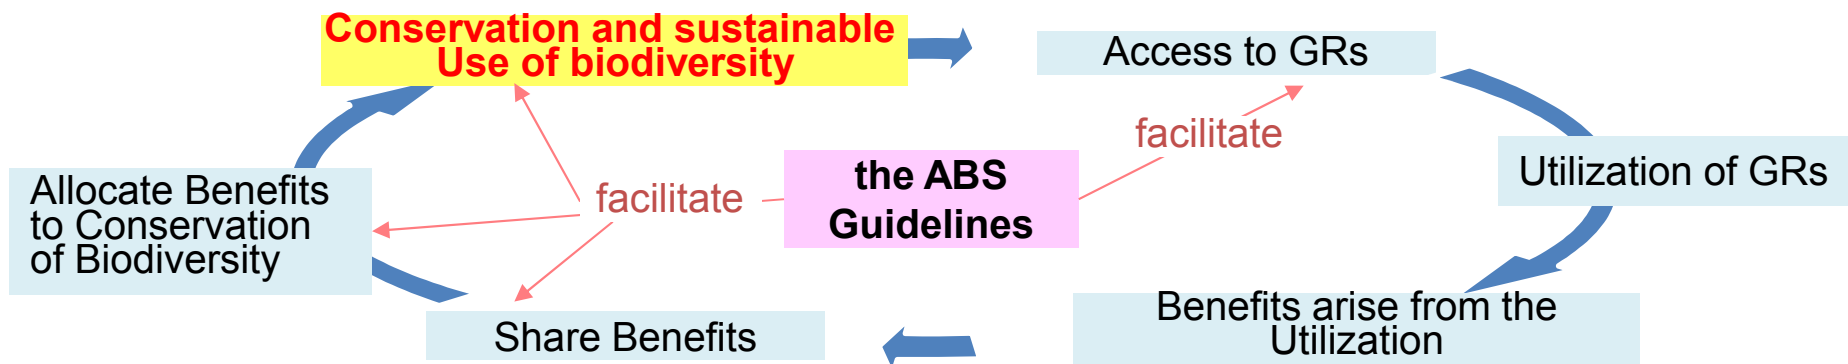 Conservation and sustainable
Use of biodiversity
Access to GRs
facilitate
Utilization of GRs
the ABS
Guidelines
facilitate
Allocate Benefits
to Conservation
of Biodiversity
Benefits arise from the
Utilization
Share Benefits